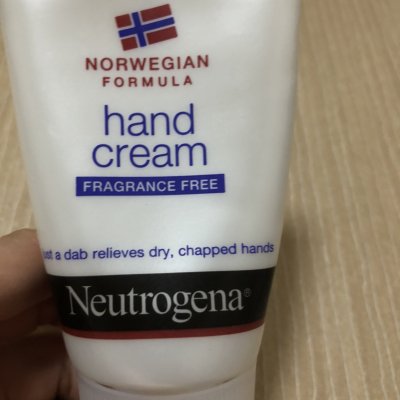 NORWEGIAN
FORMULA
hand
cream
FRAGRANCE FREE
a dab relieves dry, chapped hands
Neutrogena®